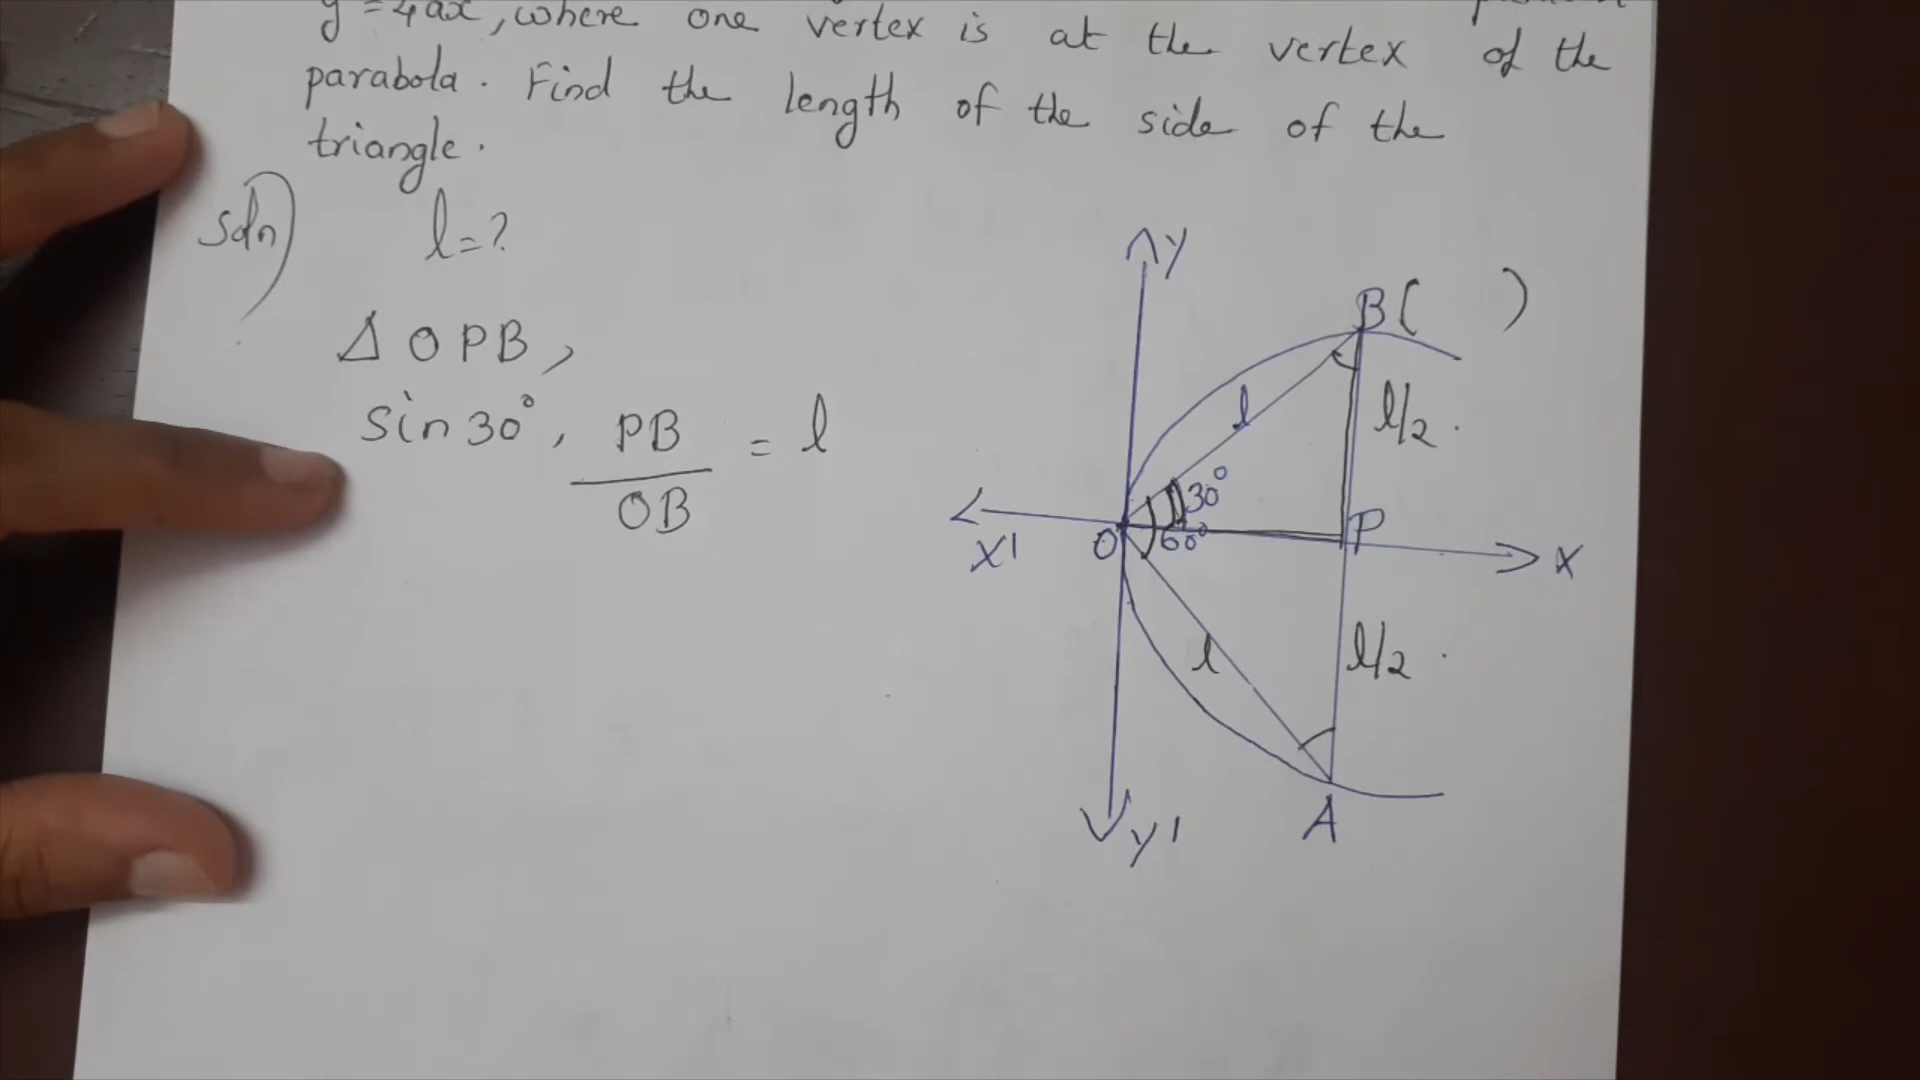 y = 4ax, where one vertex is at the vertex of the
parabola. Find the length of the side of the
triangle.
Soln) l=?
Δ OPB,
sin 30°, PB = l
OB
Y
B( )
l
l/2.
30°
60°
X'
O
P
X
l
l/2.
A
Y'